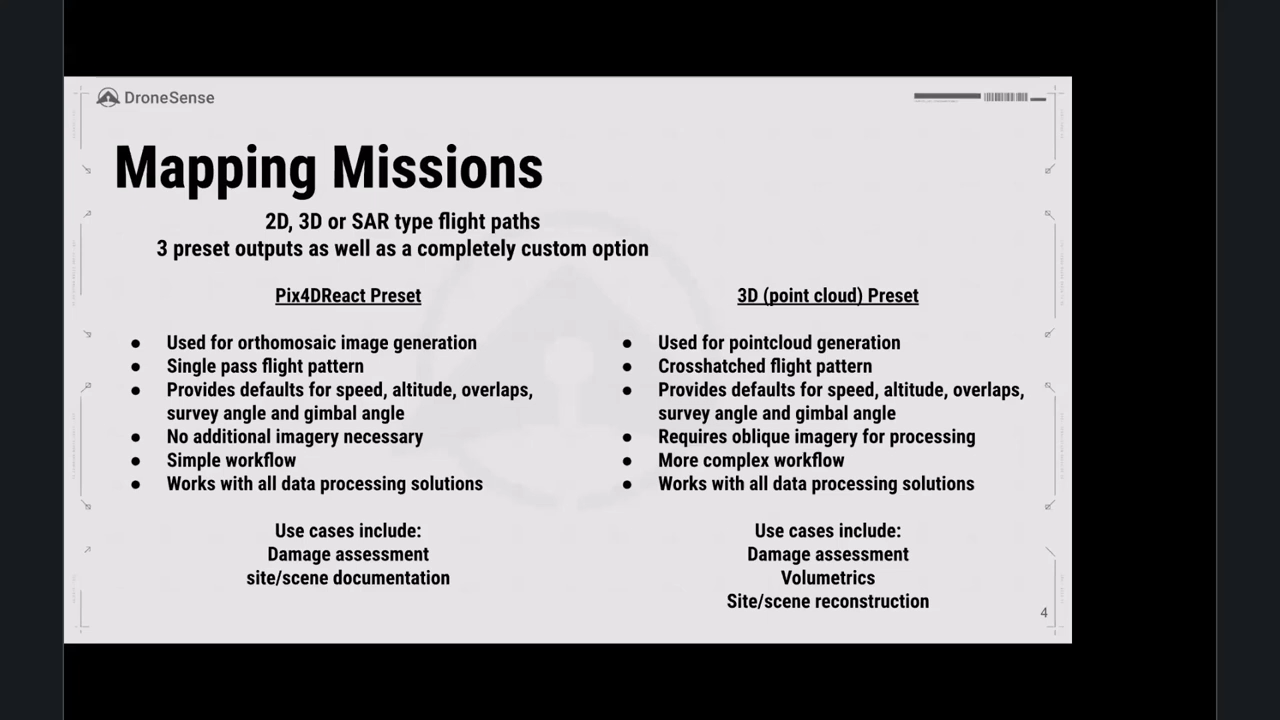 DroneSense
Mapping Missions
2D, 3D or SAR type flight paths
3 preset outputs as well as a completely custom option
Pix4DReact Preset
● Used for orthomosaic image generation
● Single pass flight pattern
● Provides defaults for speed, altitude, overlaps,
survey angle and gimbal angle
● No additional imagery necessary
● Simple workflow
● Works with all data processing solutions
Use cases include:
Damage assessment
site/scene documentation
3D (point cloud) Preset
● Used for pointcloud generation
● Crosshatched flight pattern
● Provides defaults for speed, altitude, overlaps,
survey angle and gimbal angle
● Requires oblique imagery for processing
● More complex workflow
● Works with all data processing solutions
Use cases include:
Damage assessment
Volumetrics
Site/scene reconstruction
4